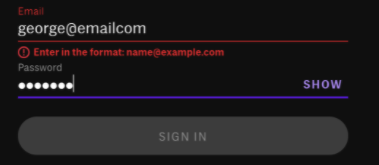 Email
george@emailcom
Enter in the format: name@example.com
Password
●●●●●●●
SHOW
SIGN IN